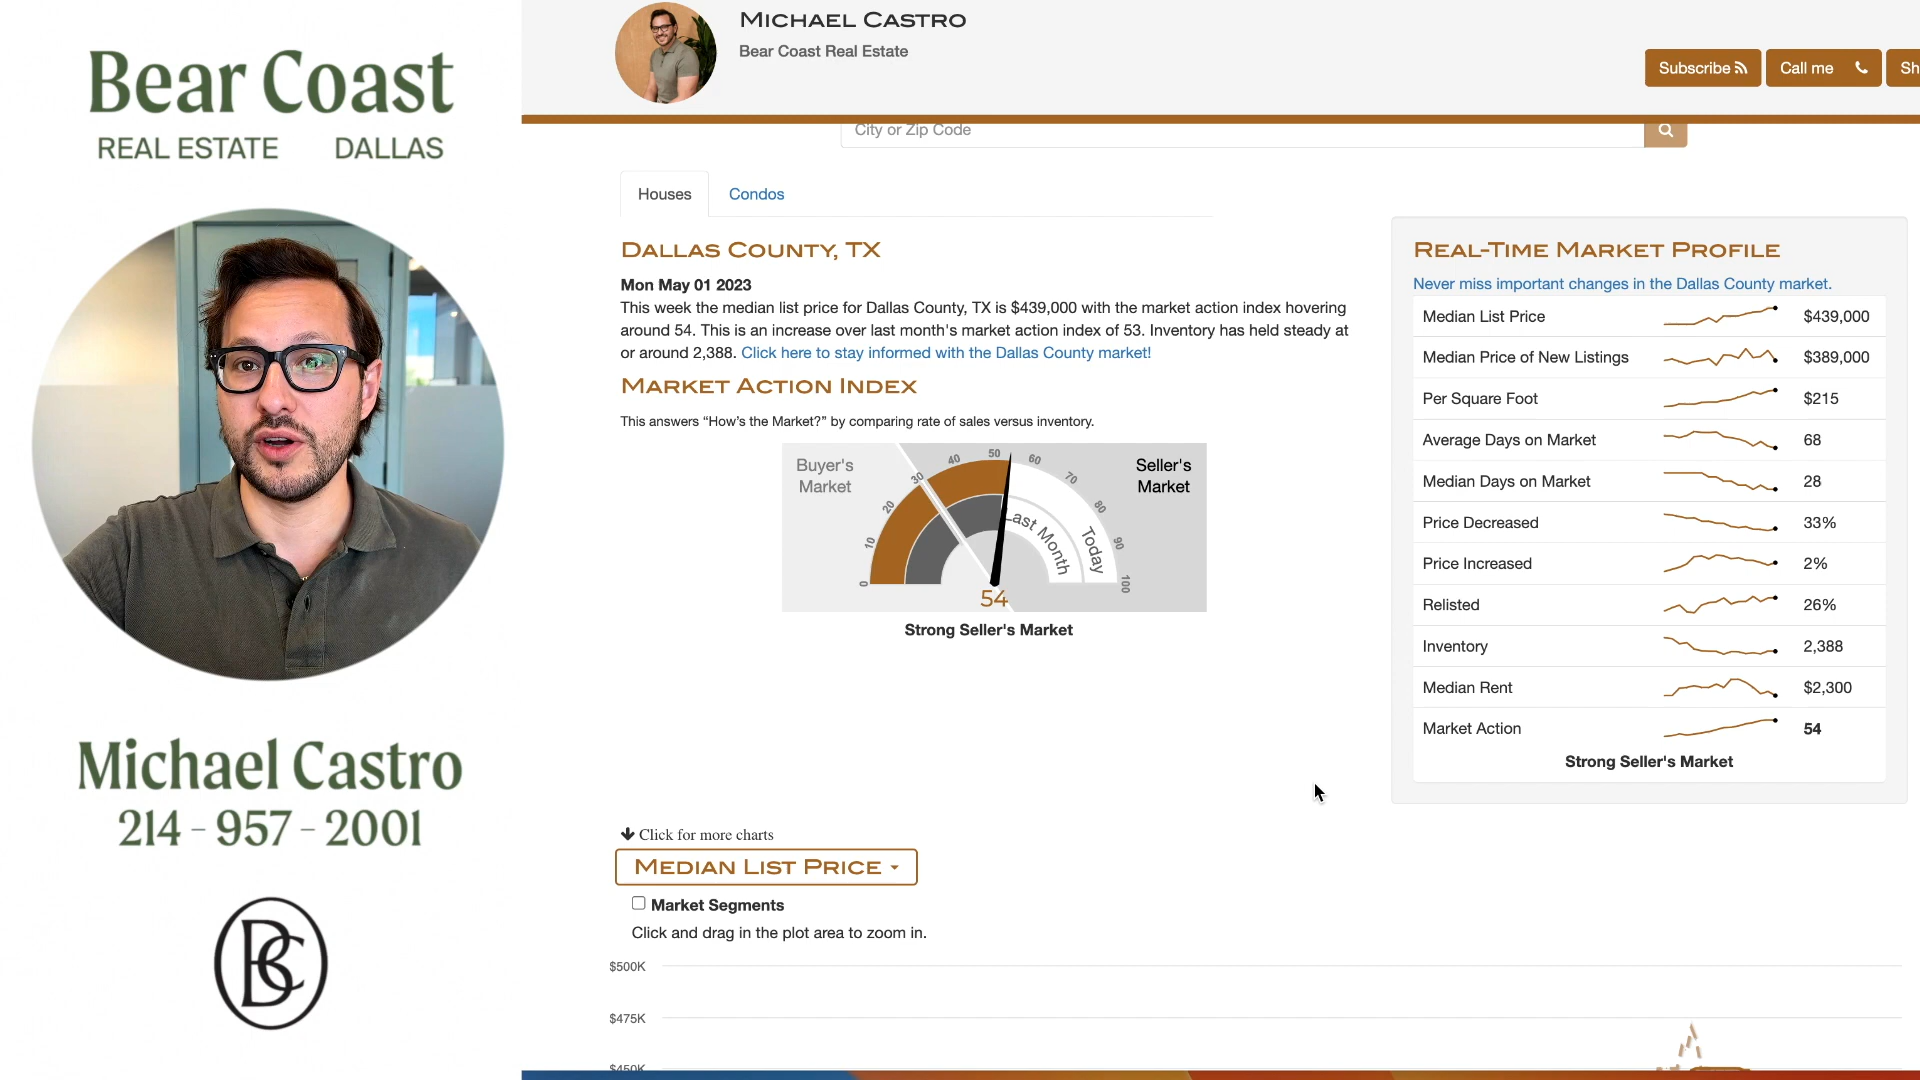 Bear Coast
REAL ESTATE DALLAS
Michael Castro
214 - 957 - 2001
BC
MICHAEL CASTRO
Bear Coast Real Estate
Subscribe
Call me
Sh
City or Zip Code
Houses
Condos
DALLAS COUNTY, TX
Mon May 01 2023
This week the median list price for Dallas County, TX is $439,000 with the market action index hovering
around 54. This is an increase over last month's market action index of 53. Inventory has held steady at
or around 2,388. Click here to stay informed with the Dallas County market!
MARKET ACTION INDEX
This answers “How's the Market?” by comparing rate of sales versus inventory.
Buyer's
Market
Seller's
Market
0
10
20
30
40
50
60
70
80
90
100
Last Month
Today
54
Strong Seller's Market
REAL-TIME MARKET PROFILE
Never miss important changes in the Dallas County market.
Median List Price $439,000
Median Price of New Listings $389,000
Per Square Foot $215
Average Days on Market 68
Median Days on Market 28
Price Decreased 33%
Price Increased 2%
Relisted 26%
Inventory 2,388
Median Rent $2,300
Market Action 54
Strong Seller's Market
Click for more charts
MEDIAN LIST PRICE
Market Segments
Click and drag in the plot area to zoom in.
$500K
$475K
$450K